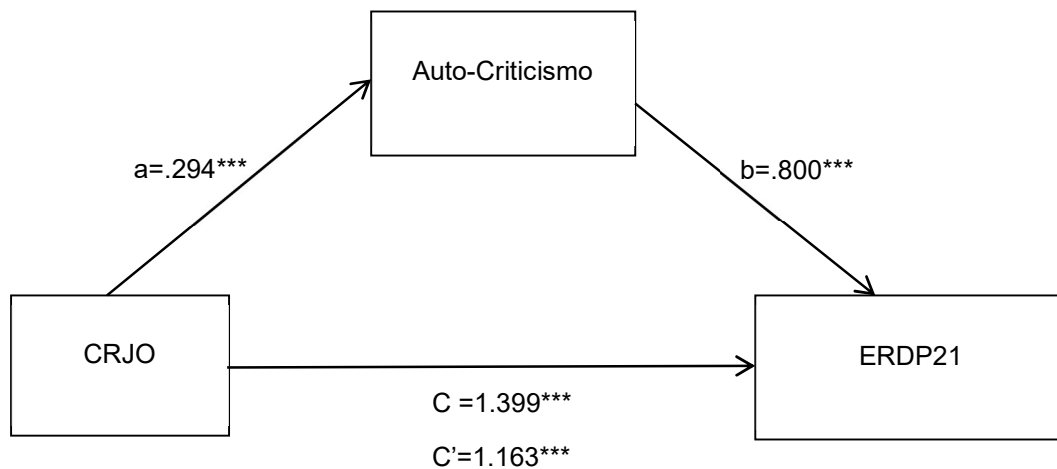 Auto-Criticismo
a=.294***
b=.800***
CRJO
ERDP21
C =1.399***
C’=1.163***